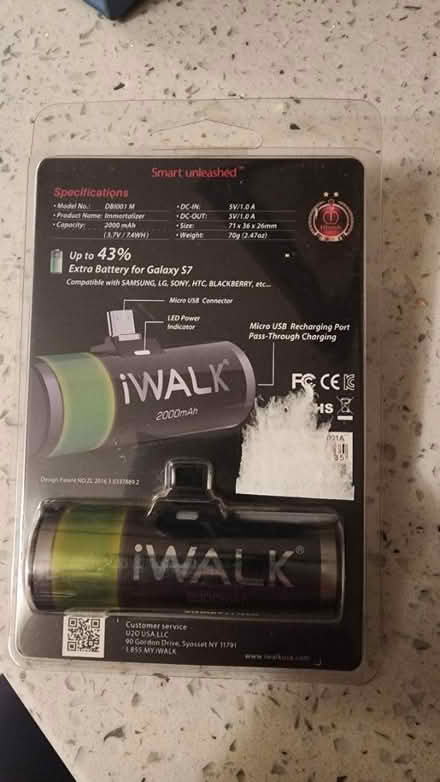 Smart unleashed™
Specifications
• Model No.: DBI001 M • DC-IN: 5V/1.0 A
• Product Name: Immortalizer • DC-OUT: 5V/1.0 A
• Capacity: 2000 mAh • Size: 71 x 36 x 26mm
(3.7V / 7.4WH) • Weight: 70g (2.47oz)
Up to 43%
Extra Battery for Galaxy S7
Compatible with SAMSUNG, LG, SONY, HTC, BLACKBERRY, etc...
Micro USB Connector
LED Power
Indicator
Micro USB Recharging Port
Pass-Through Charging
iWALK®
2000mAh
FC CE
HS
001A
Design Patent NO.ZL 2016 3 0337889.2
iWALK®
Customer service
U2O USA,LLC
90 Gordon Drive, Syosset NY 11791
1.855 MY iWALK
www.iwalkusa.com